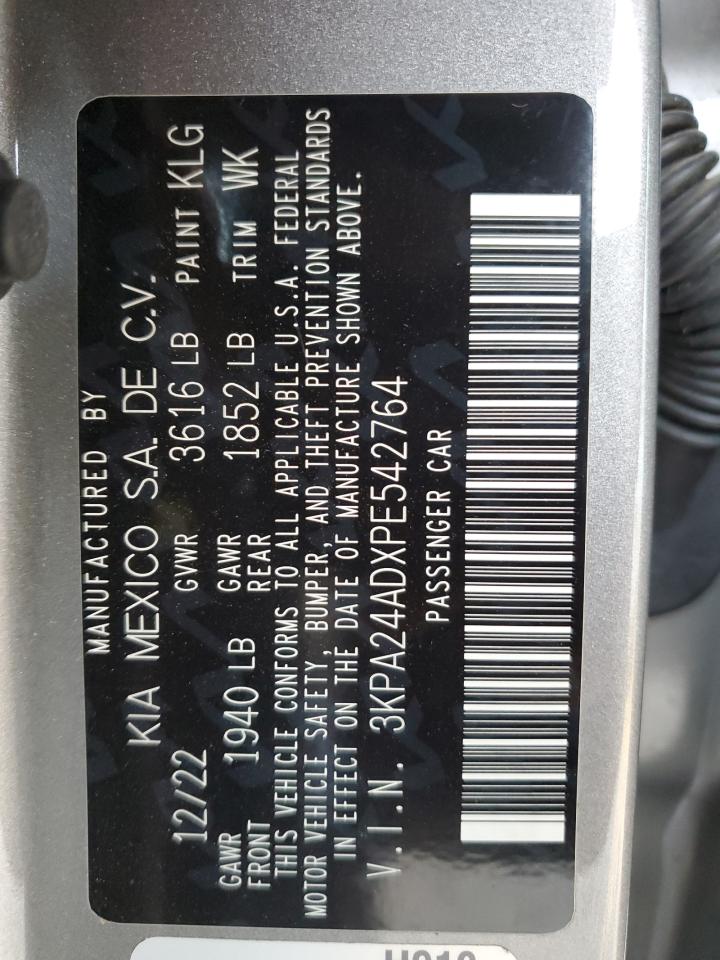 MANUFACTURED BY
KIA MEXICO S.A. DE C.V.
12/22 GVWR 3616 LB PAINT KLG
GAWR FRONT 1940 LB GAWR REAR 1852 LB TRIM WK
THIS VEHICLE CONFORMS TO ALL APPLICABLE U.S.A. FEDERAL
MOTOR VEHICLE SAFETY, BUMPER, AND THEFT PREVENTION STANDARDS
IN EFFECT ON THE DATE OF MANUFACTURE SHOWN ABOVE.
V.I.N. 3KPA24ADXPE542764
PASSENGER CAR